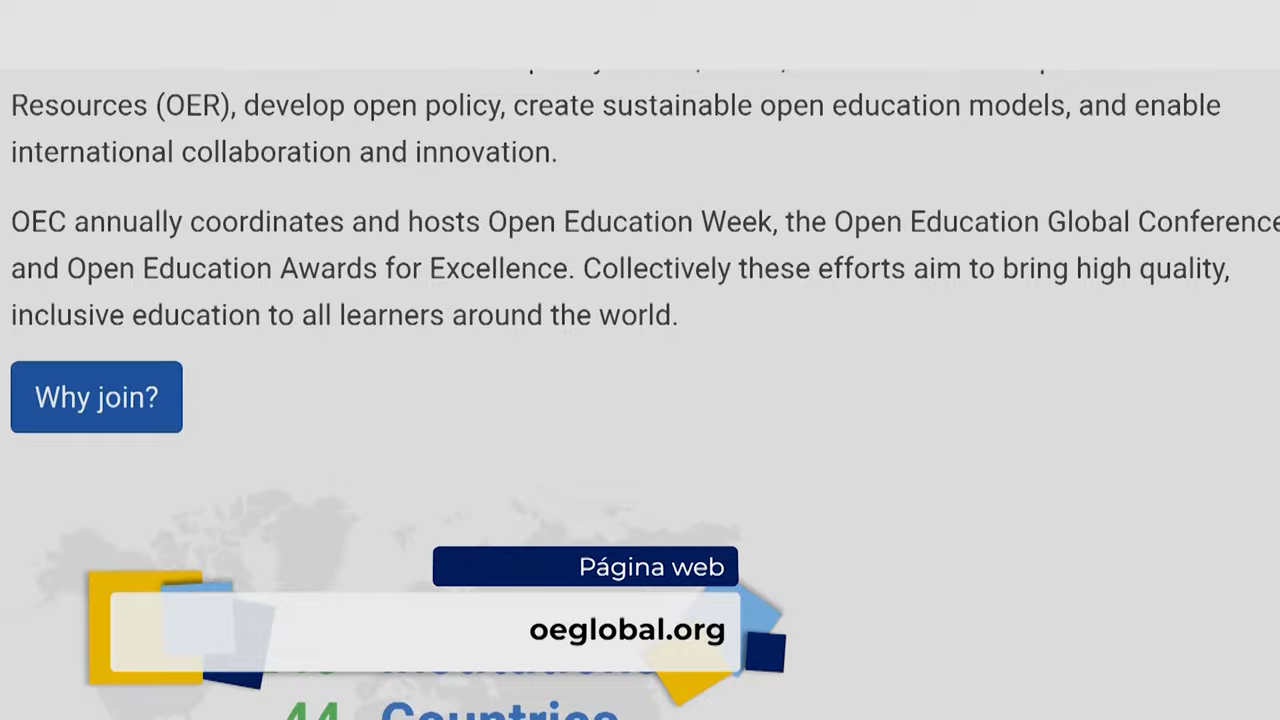 Resources (OER), develop open policy, create sustainable open education models, and enable
international collaboration and innovation.
OEC annually coordinates and hosts Open Education Week, the Open Education Global Conference
and Open Education Awards for Excellence. Collectively these efforts aim to bring high quality,
inclusive education to all learners around the world.
Why join?
Página web
oeglobal.org
44 Countries